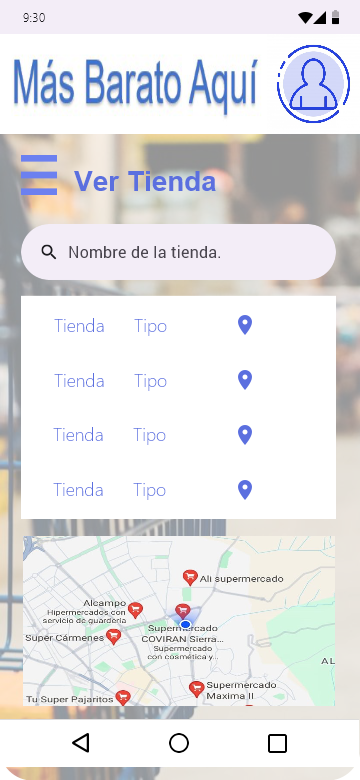 9:30
Más Barato Aquí
Ver Tienda
Nombre de la tienda.
Tienda Tipo
Tienda Tipo
Tienda Tipo
Tienda Tipo
Ali supermercado
Alcampo
Hipermercados con
servicio de guardería
Supermercado
COVIRAN Sierra...
Supermercado
con cosmética y...
Super Cármenes
AL
Supermercado
Maxima II
Tu Super Pajaritos